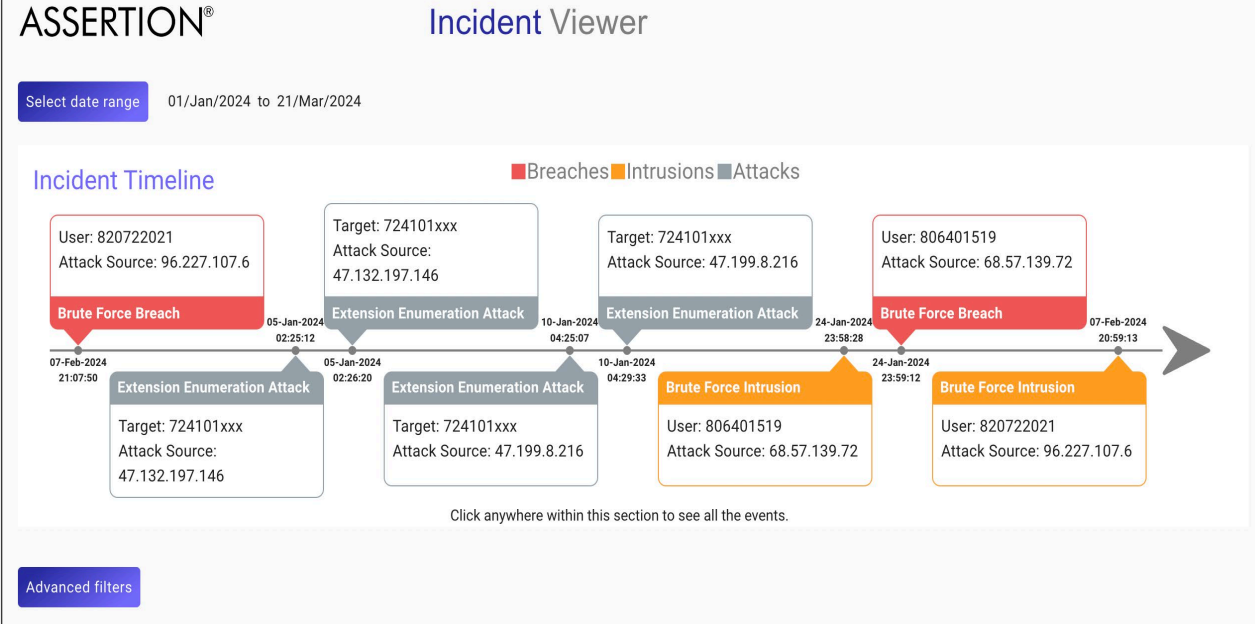 ASSERTION®
Incident Viewer
Select date range
01/Jan/2024 to 21/Mar/2024
Incident Timeline
Breaches Intrusions Attacks
User: 820722021
Attack Source: 96.227.107.6
Brute Force Breach
07-Feb-2024
21:07:50
05-Jan-2024
02:25:12
Extension Enumeration Attack
Target: 724101xxx
Attack Source:
47.132.197.146
Target: 724101xxx
Attack Source:
47.132.197.146
Extension Enumeration Attack
05-Jan-2024
02:26:20
10-Jan-2024
04:25:07
Extension Enumeration Attack
Target: 724101xxx
Attack Source: 47.199.8.216
Target: 724101xxx
Attack Source: 47.199.8.216
Extension Enumeration Attack
10-Jan-2024
04:29:33
24-Jan-2024
23:58:28
Brute Force Intrusion
User: 806401519
Attack Source: 68.57.139.72
User: 806401519
Attack Source: 68.57.139.72
Brute Force Breach
24-Jan-2024
23:59:12
07-Feb-2024
20:59:13
Brute Force Intrusion
User: 820722021
Attack Source: 96.227.107.6
Click anywhere within this section to see all the events.
Advanced filters